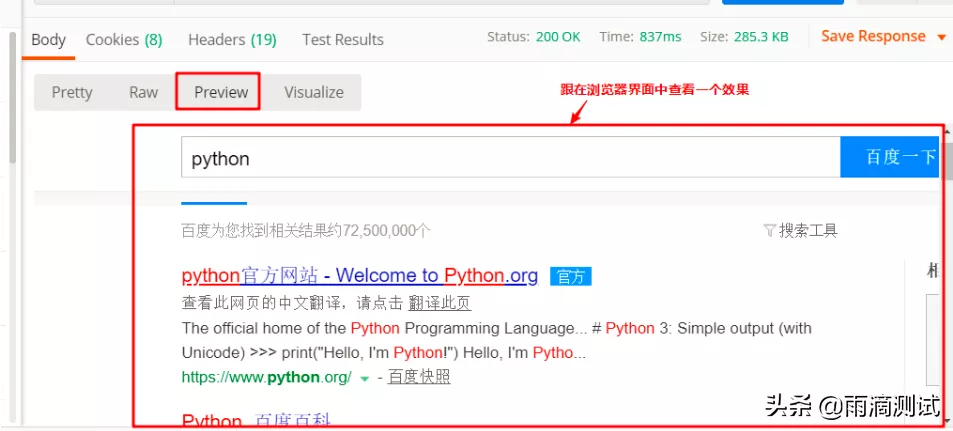 Body Cookies (8) Headers (19) Test Results Status: 200 OK Time: 837ms Size: 285.3 KB Save Response
Pretty Raw Preview Visualize
跟在浏览器界面中查看一个效果
python 百度一下
百度为您找到相关结果约72,500,000个 搜索工具
python官方网站 - Welcome to Python.org 官方
查看此网页的中文翻译，请点击 翻译此页
The official home of the Python Programming Language... # Python 3: Simple output (with
Unicode) >>> print("Hello, I'm Python!") Hello, I'm Pytho...
https://www.python.org/ - 百度快照
Python_百度百科
头条 @雨滴测试